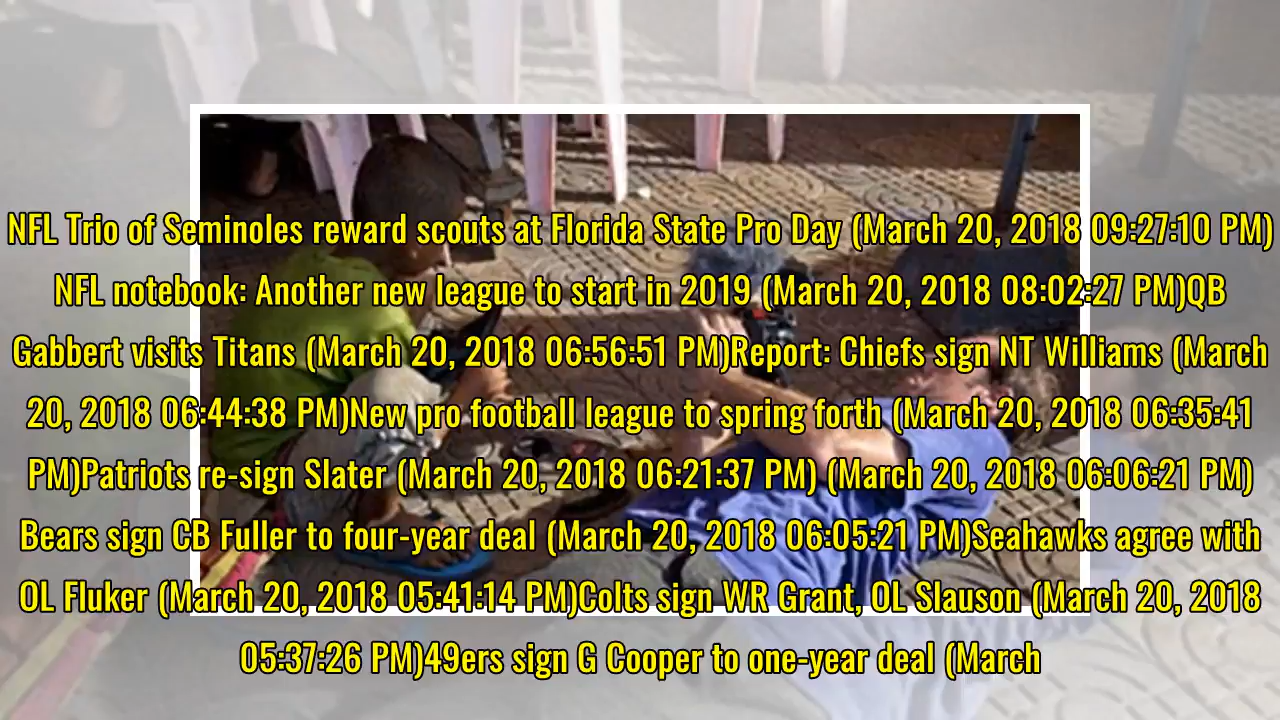 NFL Trio of Seminoles reward scouts at Florida State Pro Day (March 20, 2018 09:27:10 PM)
NFL notebook: Another new league to start in 2019 (March 20, 2018 08:02:27 PM)QB
Gabbert visits Titans (March 20, 2018 06:56:51 PM)Report: Chiefs sign NT Williams (March
20, 2018 06:44:38 PM)New pro football league to spring forth (March 20, 2018 06:35:41
PM)Patriots re-sign Slater (March 20, 2018 06:21:37 PM) (March 20, 2018 06:06:21 PM)
Bears sign CB Fuller to four-year deal (March 20, 2018 06:05:21 PM)Seahawks agree with
OL Fluker (March 20, 2018 05:41:14 PM)Colts sign WR Grant, OL Slauson (March 20, 2018
05:37:26 PM)49ers sign G Cooper to one-year deal (March